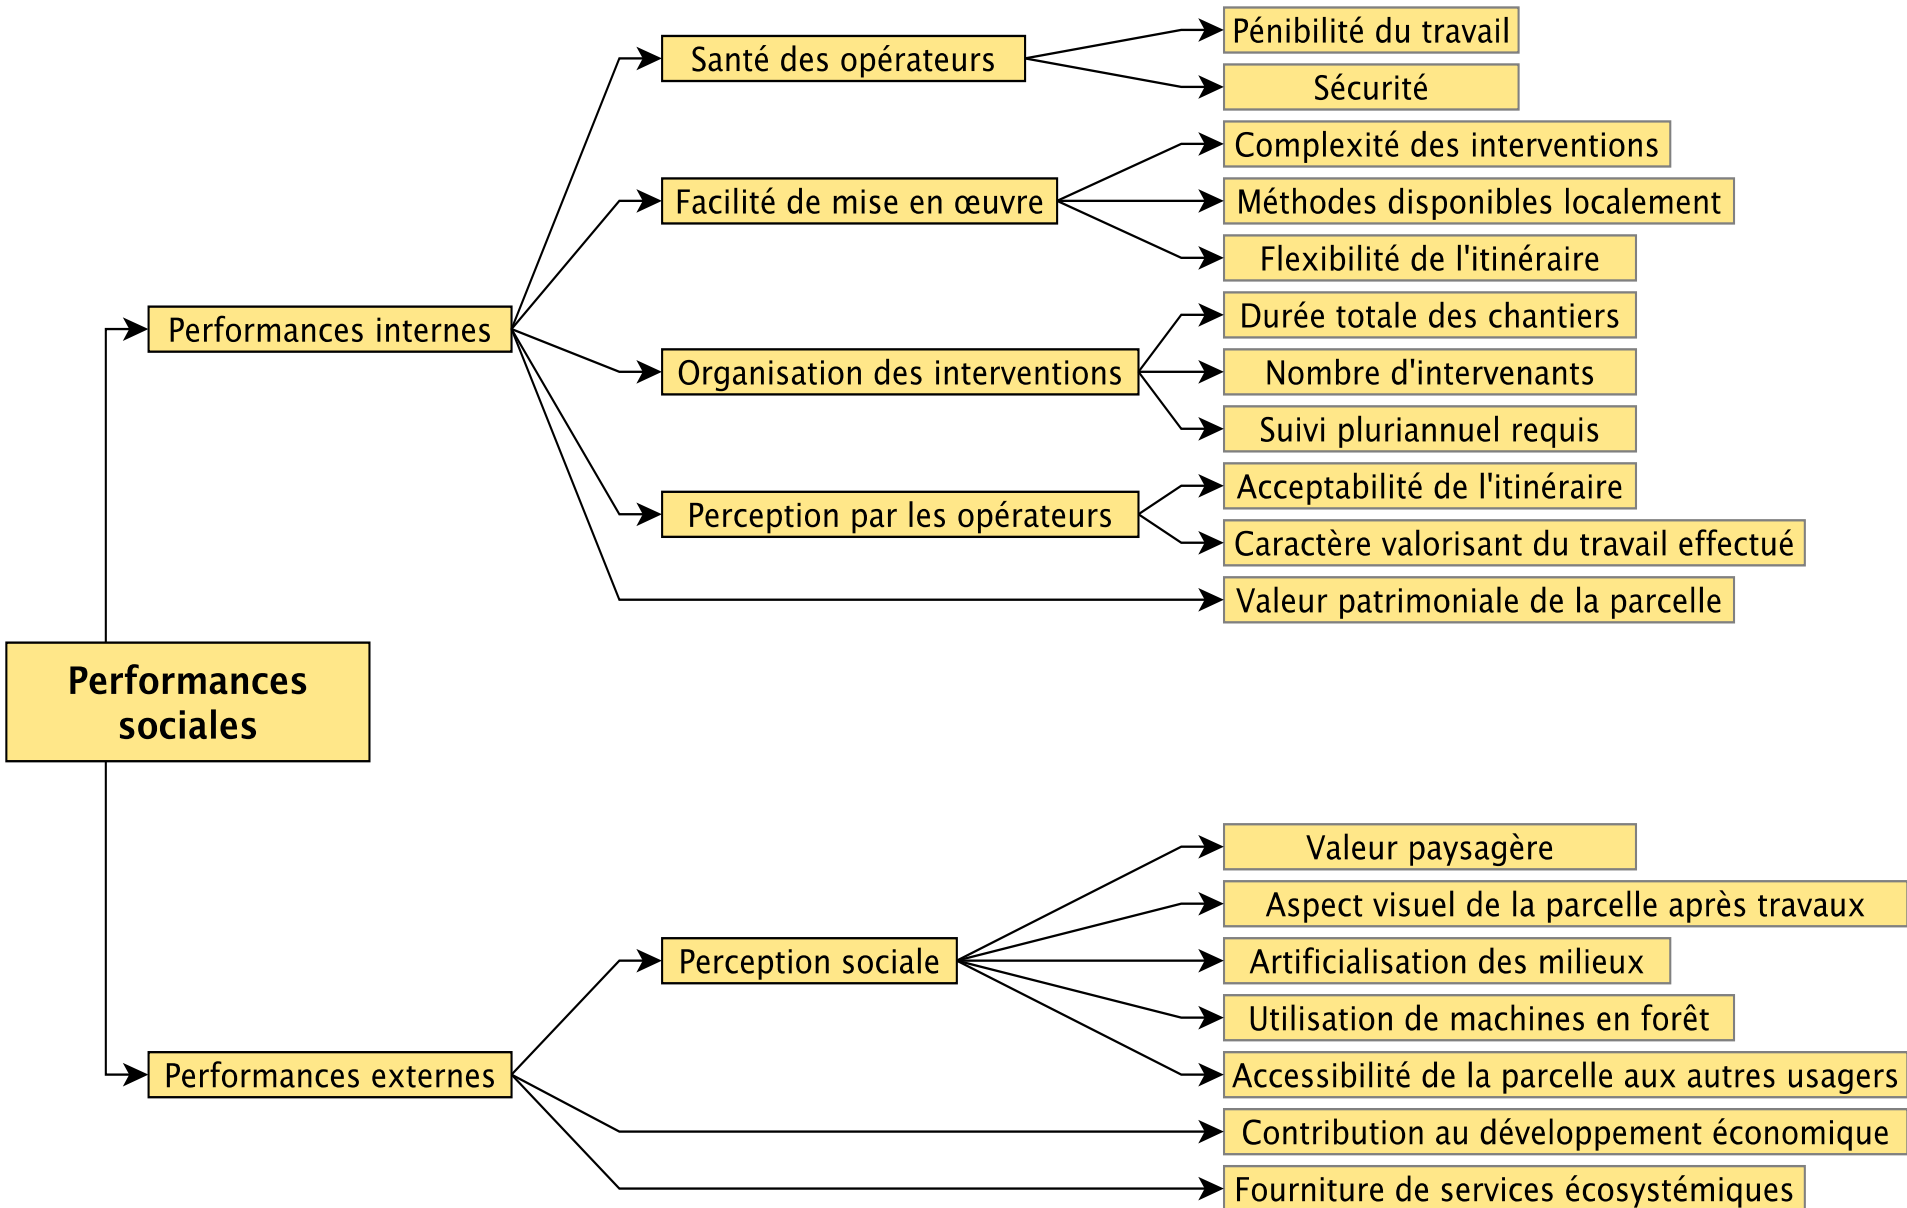 Performances
sociales
Performances internes
Santé des opérateurs
Pénibilité du travail
Sécurité
Facilité de mise en œuvre
Complexité des interventions
Méthodes disponibles localement
Flexibilité de l'itinéraire
Organisation des interventions
Durée totale des chantiers
Nombre d'intervenants
Suivi pluriannuel requis
Perception par les opérateurs
Acceptabilité de l'itinéraire
Caractère valorisant du travail effectué
Valeur patrimoniale de la parcelle
Performances externes
Perception sociale
Valeur paysagère
Aspect visuel de la parcelle après travaux
Artificialisation des milieux
Utilisation de machines en forêt
Accessibilité de la parcelle aux autres usagers
Contribution au développement économique
Fourniture de services écosystémiques